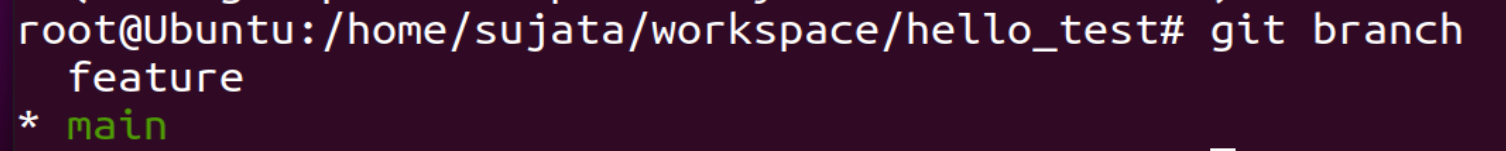 root@Ubuntu:/home/sujata/workspace/hello_test# git branch
  feature
* main